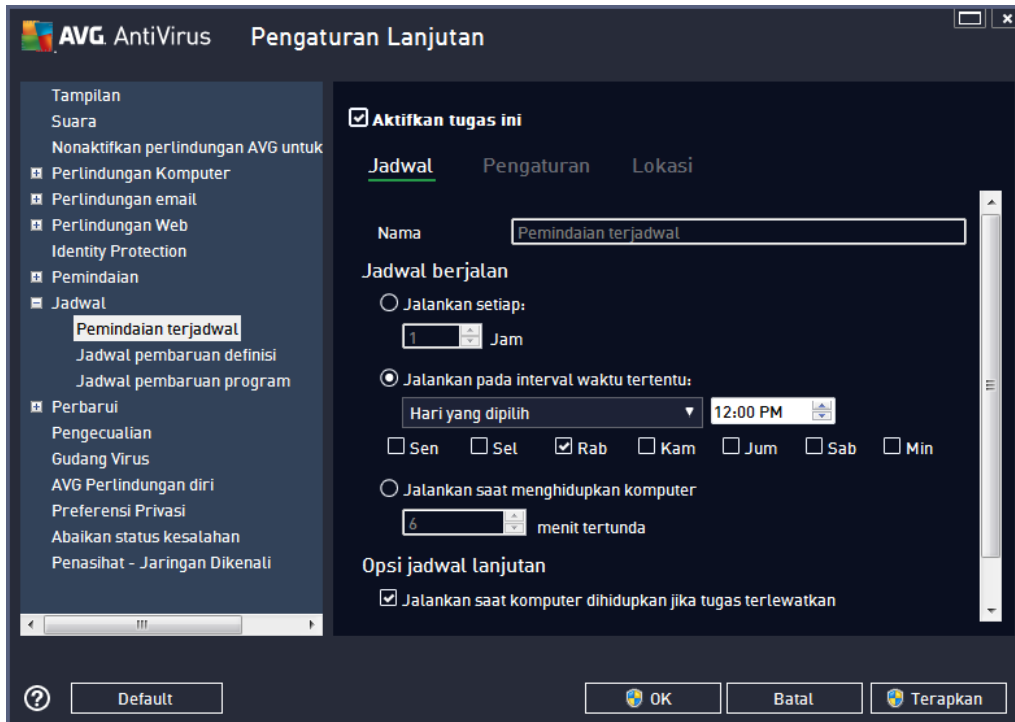 AVG. AntiVirus Pengaturan Lanjutan
Tampilan
Suara
Nonaktifkan perlindungan AVG untuk
Perlindungan Komputer
Perlindungan email
Perlindungan Web
Identity Protection
Pemindaian
Jadwal
Pemindaian terjadwal
Jadwal pembaruan definisi
Jadwal pembaruan program
Perbarui
Pengecualian
Gudang Virus
AVG Perlindungan diri
Preferensi Privasi
Abaikan status kesalahan
Penasihat - Jaringan Dikenali
Aktifkan tugas ini
Jadwal Pengaturan Lokasi
Nama Pemindaian terjadwal
Jadwal berjalan
Jalankan setiap:
1 Jam
Jalankan pada interval waktu tertentu:
Hari yang dipilih 12:00 PM
Sen Sel Rab Kam Jum Sab Min
Jalankan saat menghidupkan komputer
6 menit tertunda
Opsi jadwal lanjutan
Jalankan saat komputer dihidupkan jika tugas terlewatkan
? Default OK Batal Terapkan